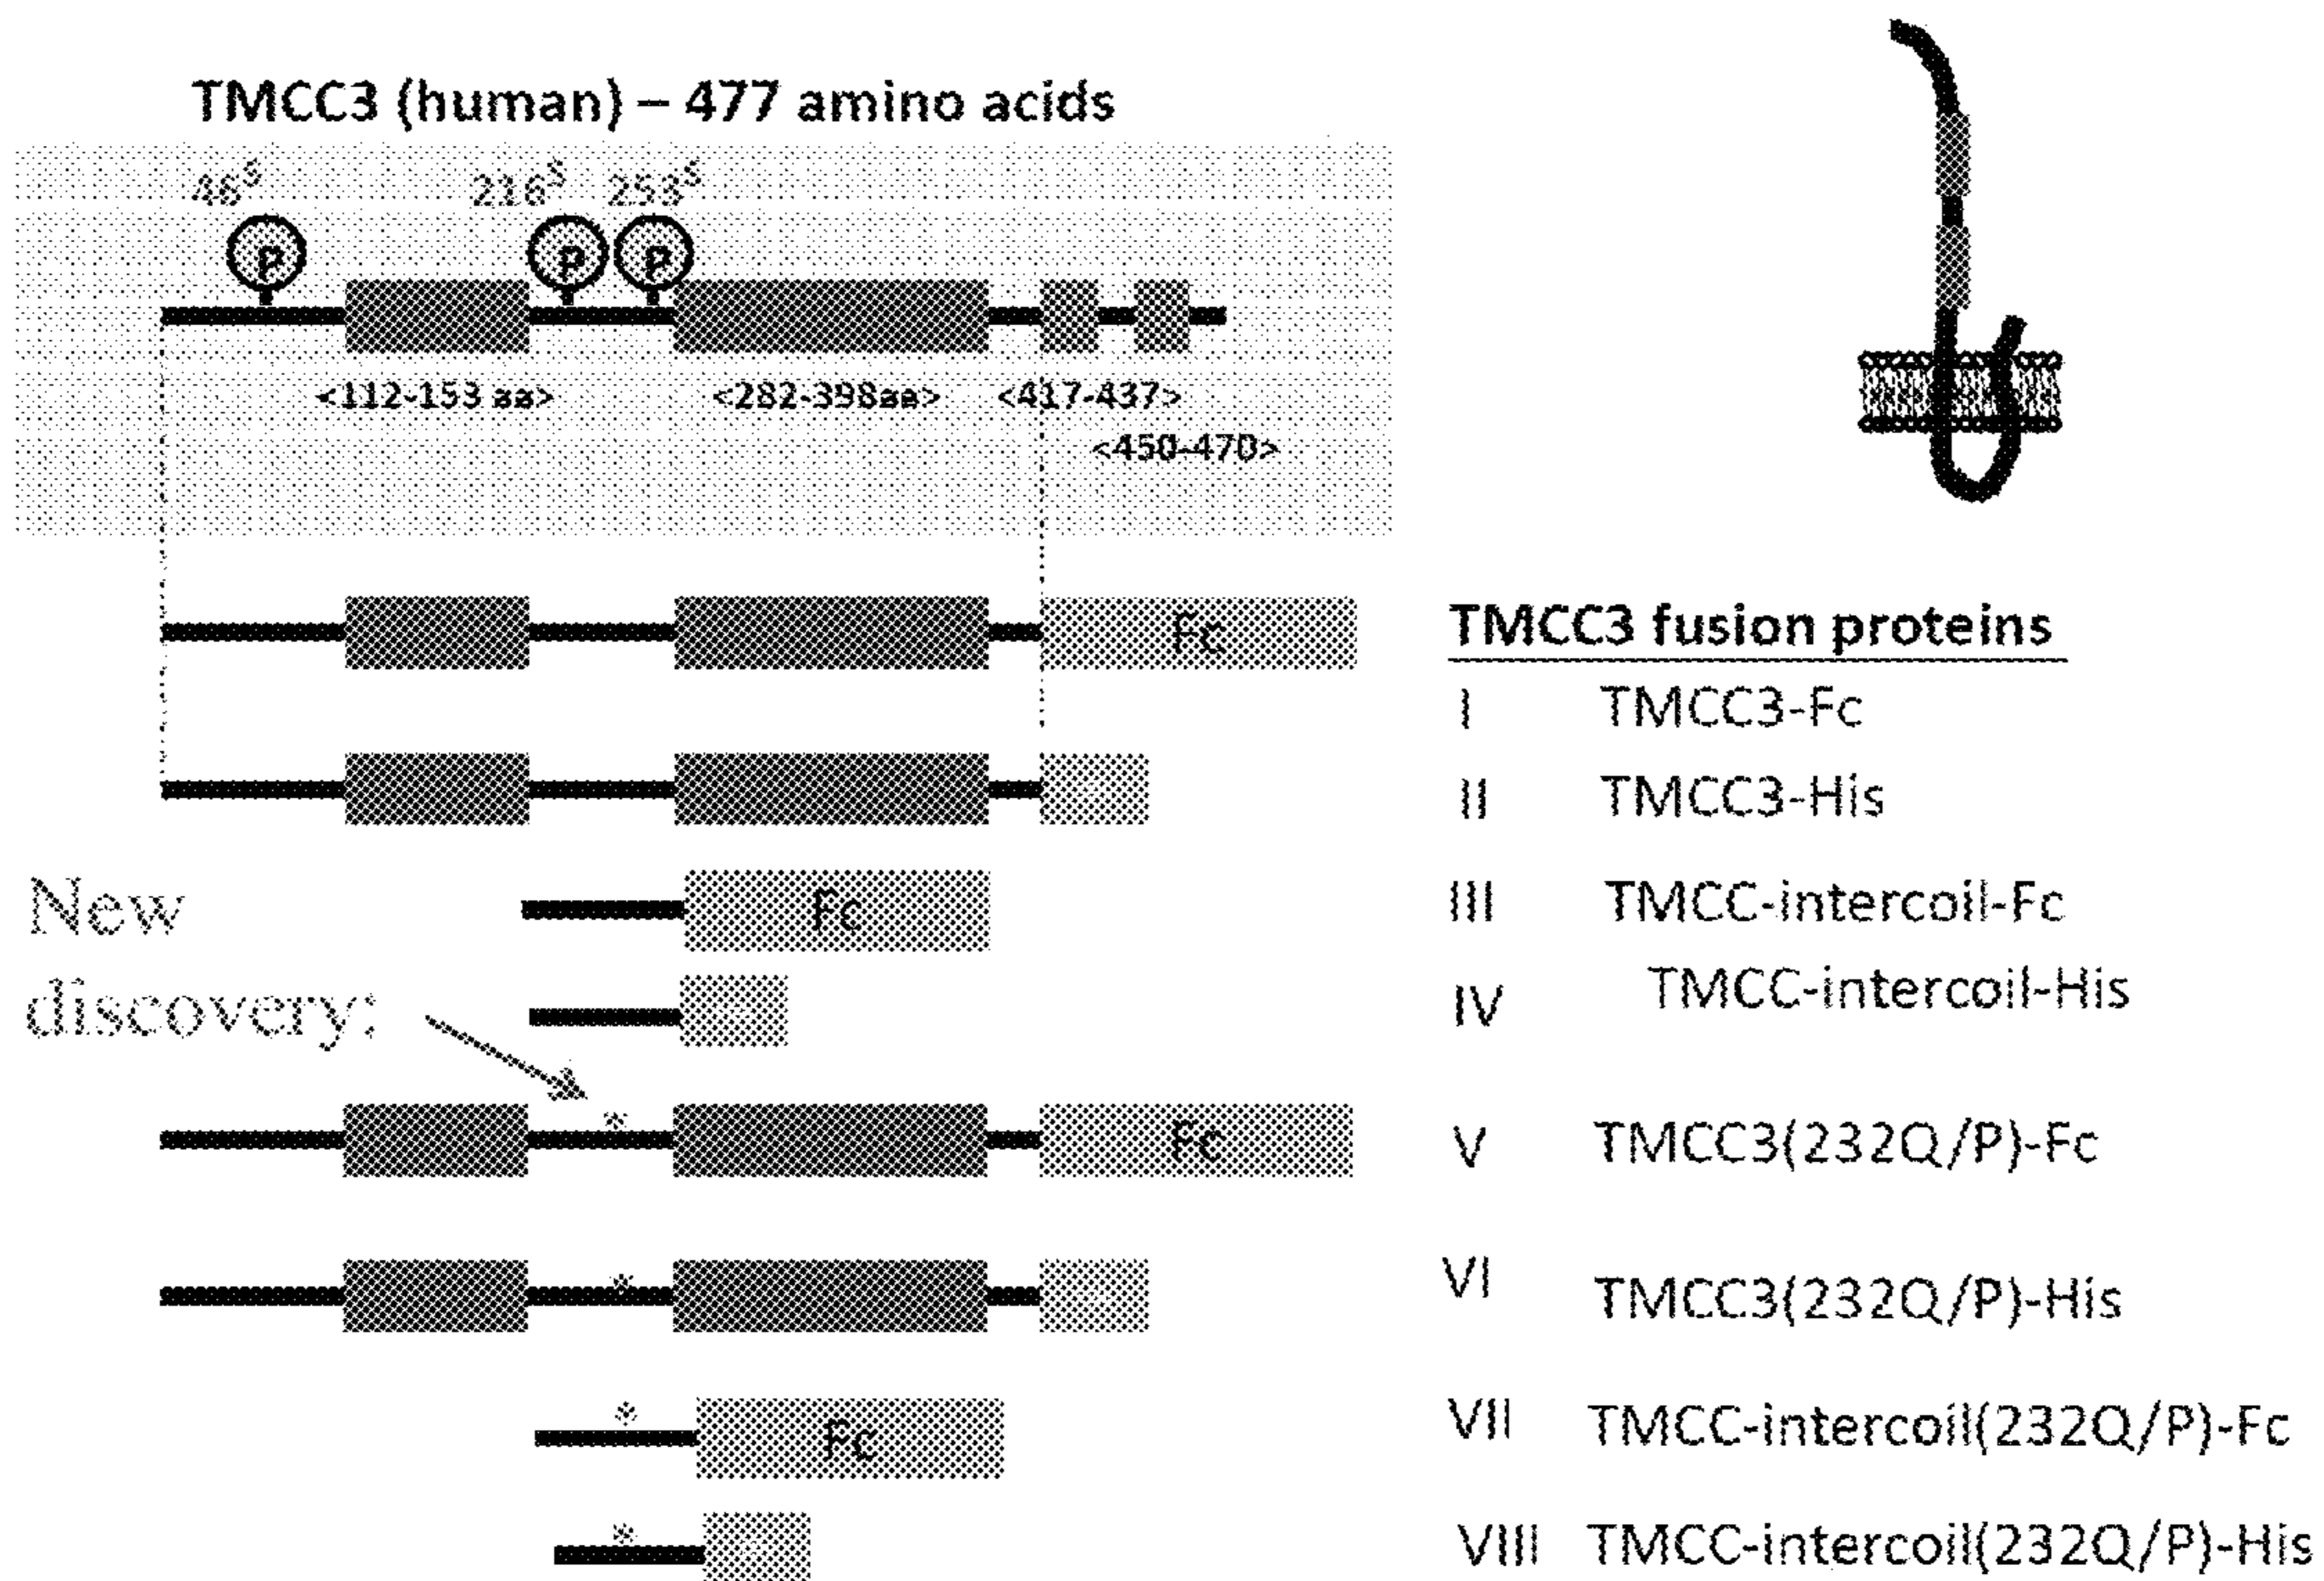 TMCC3 (human) – 477 amino acids
46S 216S 253S
P P P
<112-153 aa> <282-398aa> <417-437>
<450-470>
Fc
TMCC3 fusion proteins
I TMCC3-Fc
II TMCC3-His
New
Fc
III TMCC-intercoil-Fc
discovery:
IV TMCC-intercoil-His
*
Fc
V TMCC3(232Q/P)-Fc
*
VI TMCC3(232Q/P)-His
*
Fc
VII TMCC-intercoil(232Q/P)-Fc
*
VIII TMCC-intercoil(232Q/P)-His